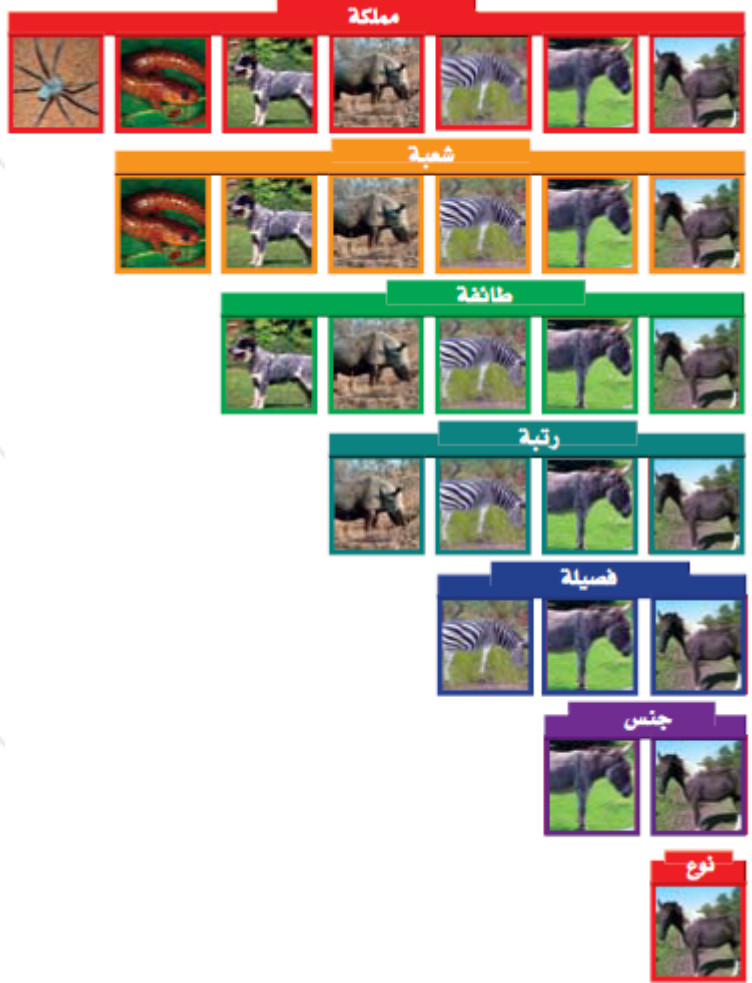 مملكة
شعبة
طائفة
رتبة
فصيلة
جنس
نوع